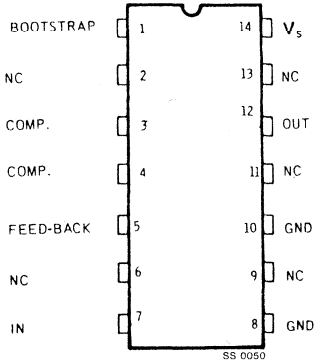 BOOTSTRAP 1 14 Vs
NC 2 13 NC
COMP. 3 12 OUT
COMP. 4 11 NC
FEED-BACK 5 10 GND
NC 6 9 NC
IN 7 8 GND
SS 0050